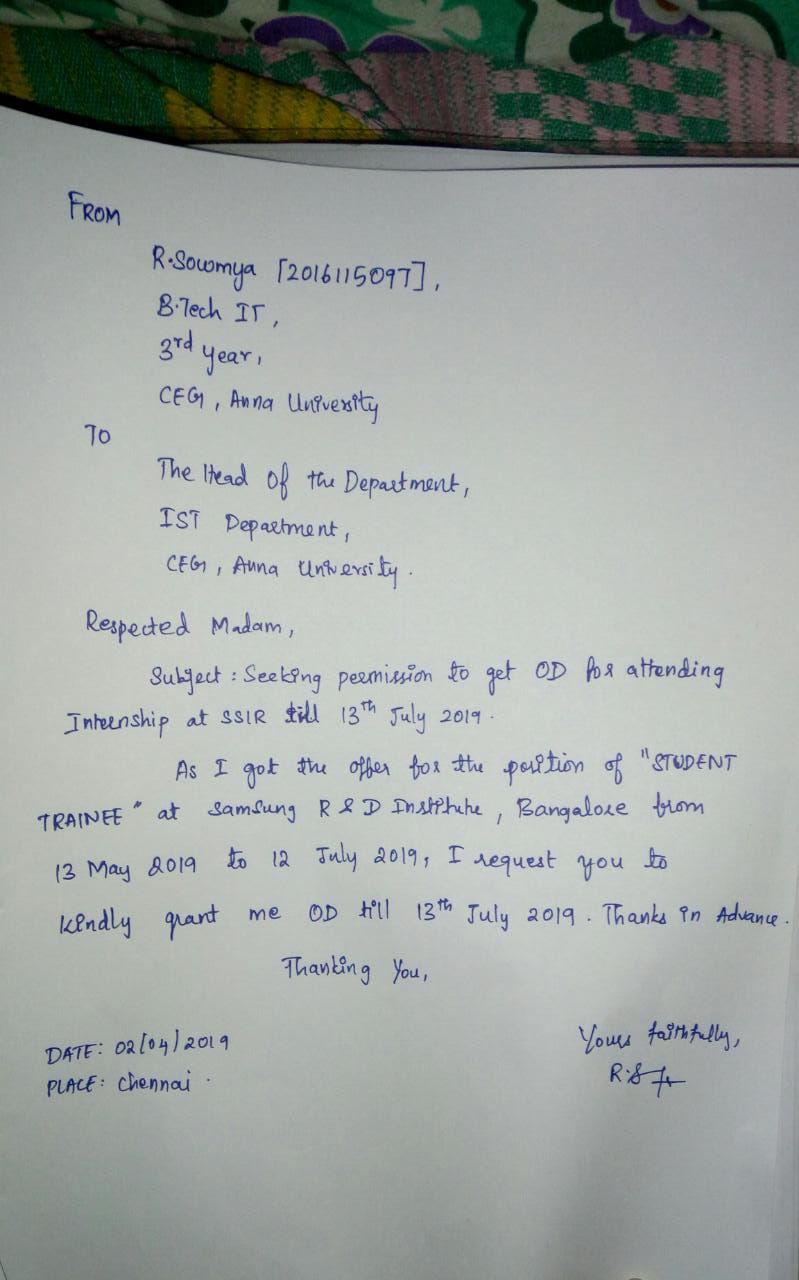 FROM
R.Sowmya [2016115097],
B.Tech IT,
3rd year,
CEG, Anna University
TO
The Head of the Department,
IST Department,
CEG, Anna University.
Respected Madam,
Subject : Seeking permission to get OD for attending
Internship at SSIR till 13th July 2019.
As I got the offer for the position of "STUDENT
TRAINEE" at Samsung R & D Institute, Bangalore from
13 May 2019 to 12 July 2019, I request you to
kindly grant me OD till 13th July 2019. Thanks in Advance.
Thanking You,
Yours faithfully,
DATE: 02/04/2019
PLACE: Chennai.